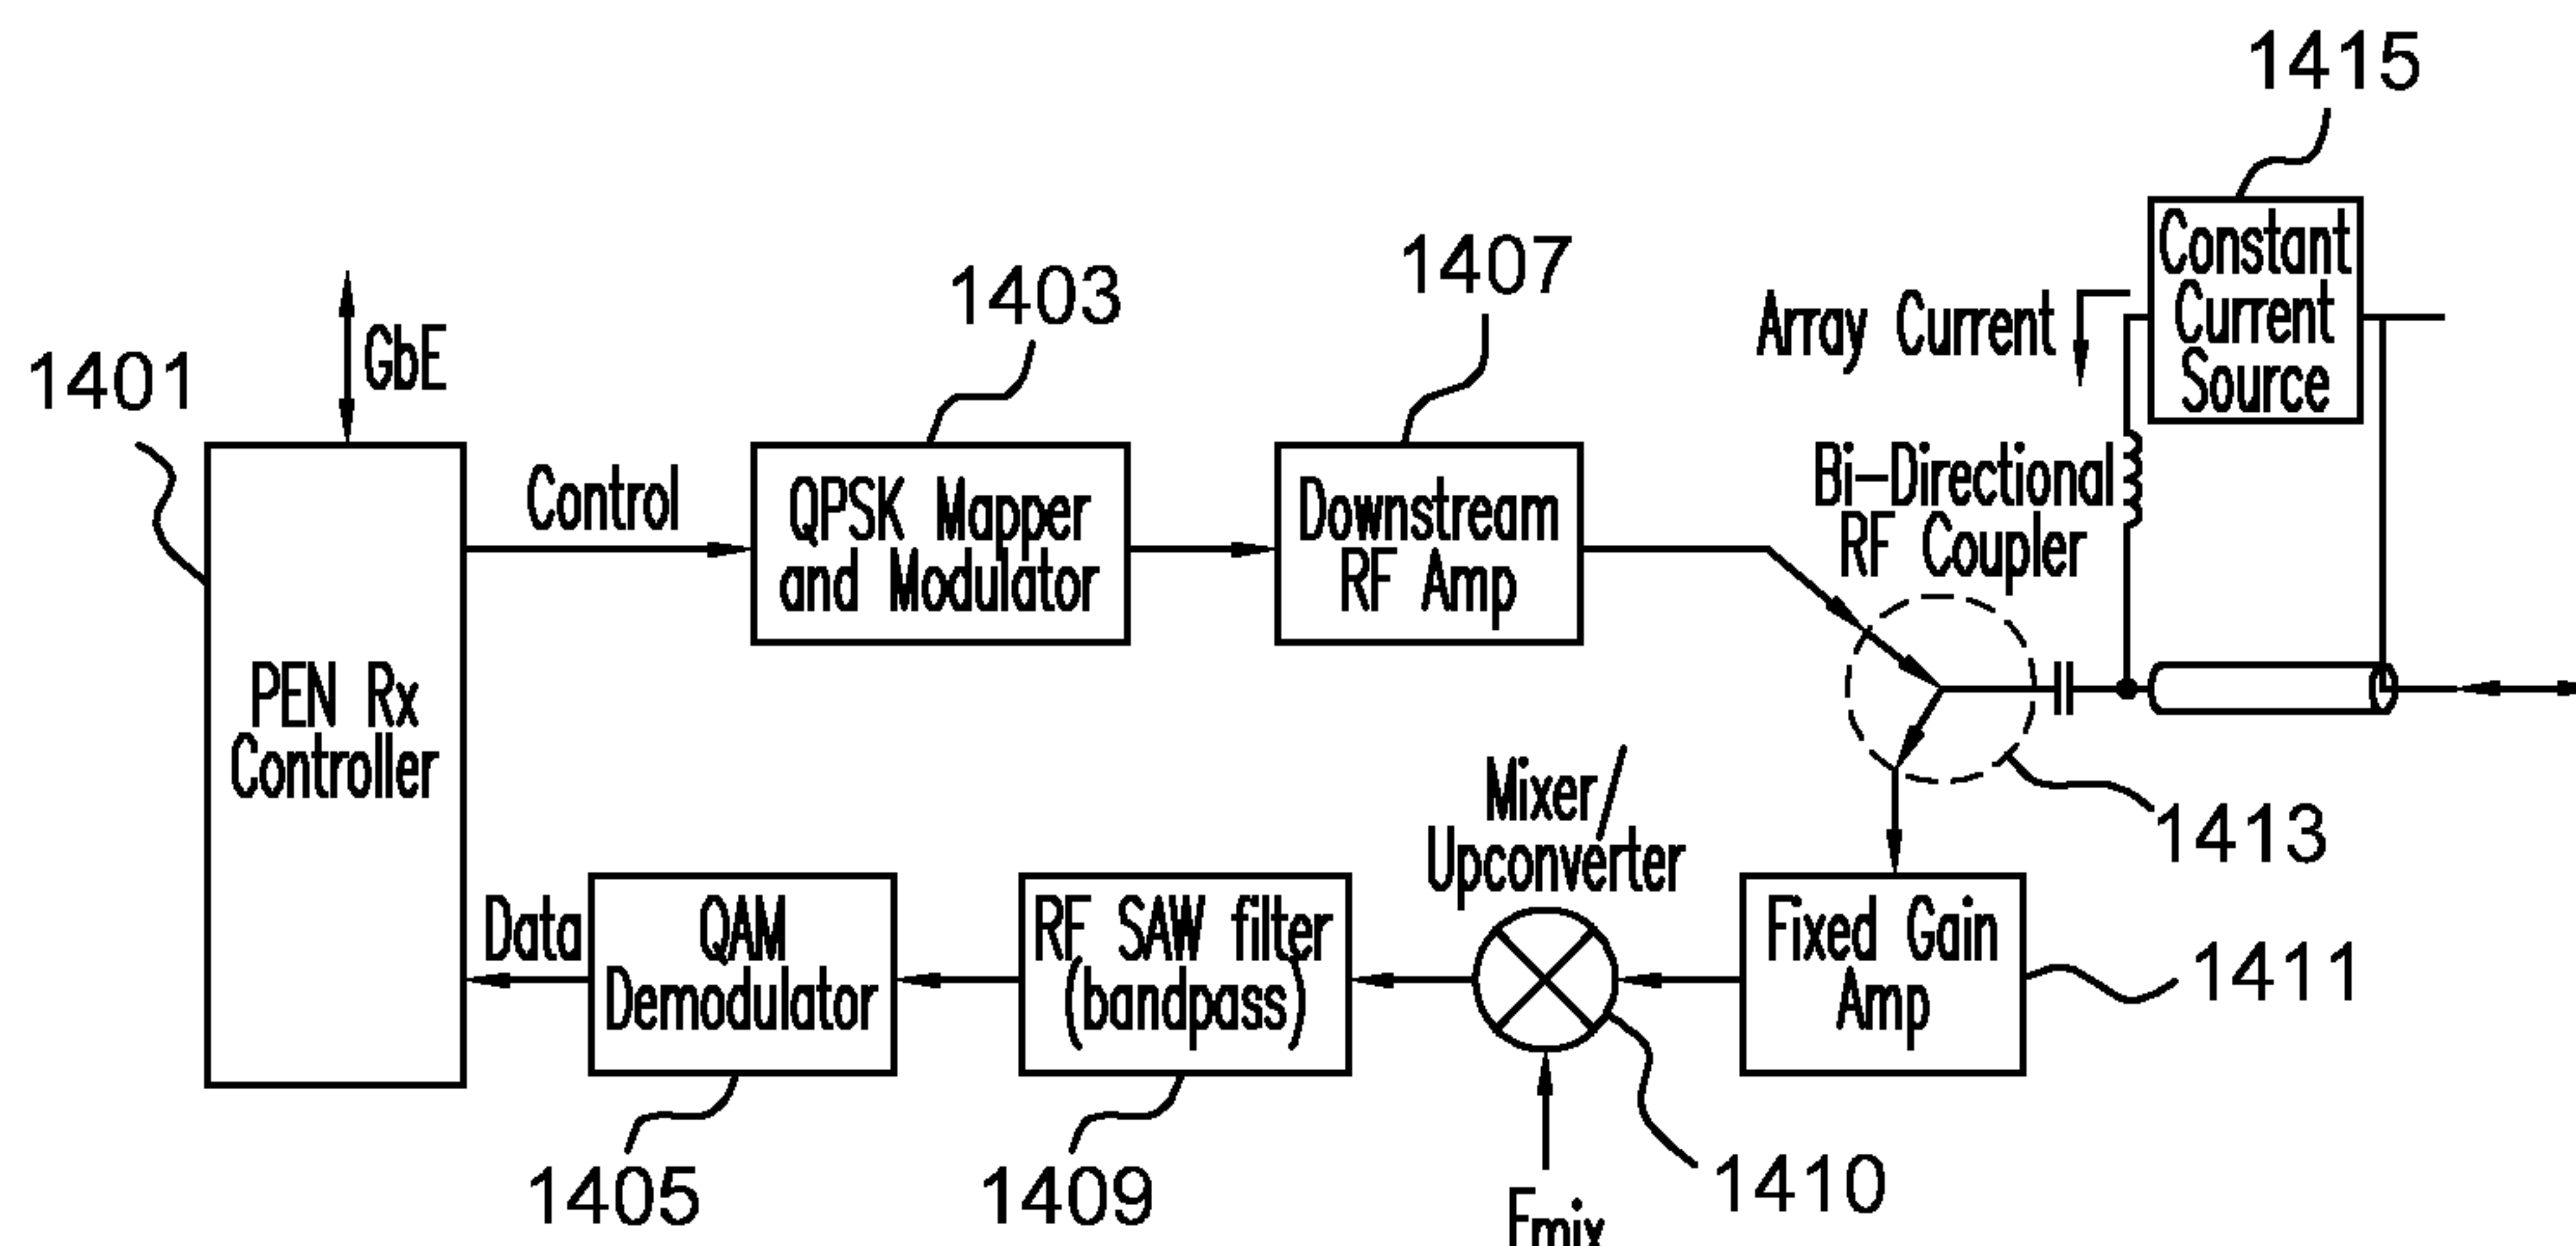 1415
1407
1403
Constant
Current
Source
Array Current
GbE
1401
Control
QPSK Mapper
and Modulator
Downstream
RF Amp
Bi-Directional
RF Coupler
PEN Rx
Controller
Mixer/
Upconverter
1413
Data
QAM
Demodulator
RF SAW filter
(bandpass)
Fixed Gain
Amp
1411
1405
1409
1410
Fmix